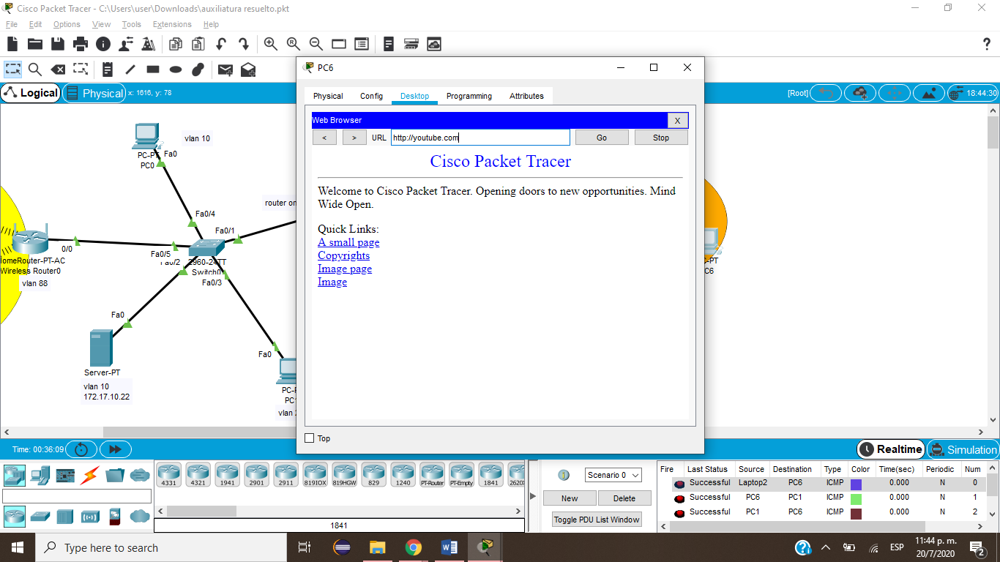 Cisco Packet Tracer - C:\Users\user\Downloads\auxiliatura resuelto.pkt
File Edit Options View Tools Extensions Help
?
Logical Physical x: 1616, y: 78 [Root] 18:44:30
PC6
Physical Config Desktop Programming Attributes
Web Browser X
< > URL http://youtube.com Go Stop
Cisco Packet Tracer
Welcome to Cisco Packet Tracer. Opening doors to new opportunities. Mind
Wide Open.
Quick Links:
A small page
Copyrights
Image page
Image
Top
vlan 10
PC-PT
PC0
Fa0
router on
Fa0/4
Fa0/1
0/0
Fa0/5
Fa0/2
2960-24TT
Switch0
Fa0/3
HomeRouter-PT-AC
Wireless Router0
vlan 88
Fa0
Server-PT
vlan 10
172.17.10.22
Fa0
PC-P
PC1
vlan
C-PT
C6
Time: 00:36:09 Realtime Simulation
4331 4321 1941 2901 2911 819IOX 819HGW 829 1240 PT-Router PT-Empty 1841 2620X
1841
Scenario 0
New Delete
Toggle PDU List Window
Fire Last Status Source Destination Type Color Time(sec) Periodic Num
Successful Laptop2 PC6 ICMP 0.000 N 0
Successful PC6 PC1 ICMP 0.000 N 1
Successful PC1 PC6 ICMP 0.000 N 2
Type here to search
ESP
11:44 p. m.
20/7/2020
2